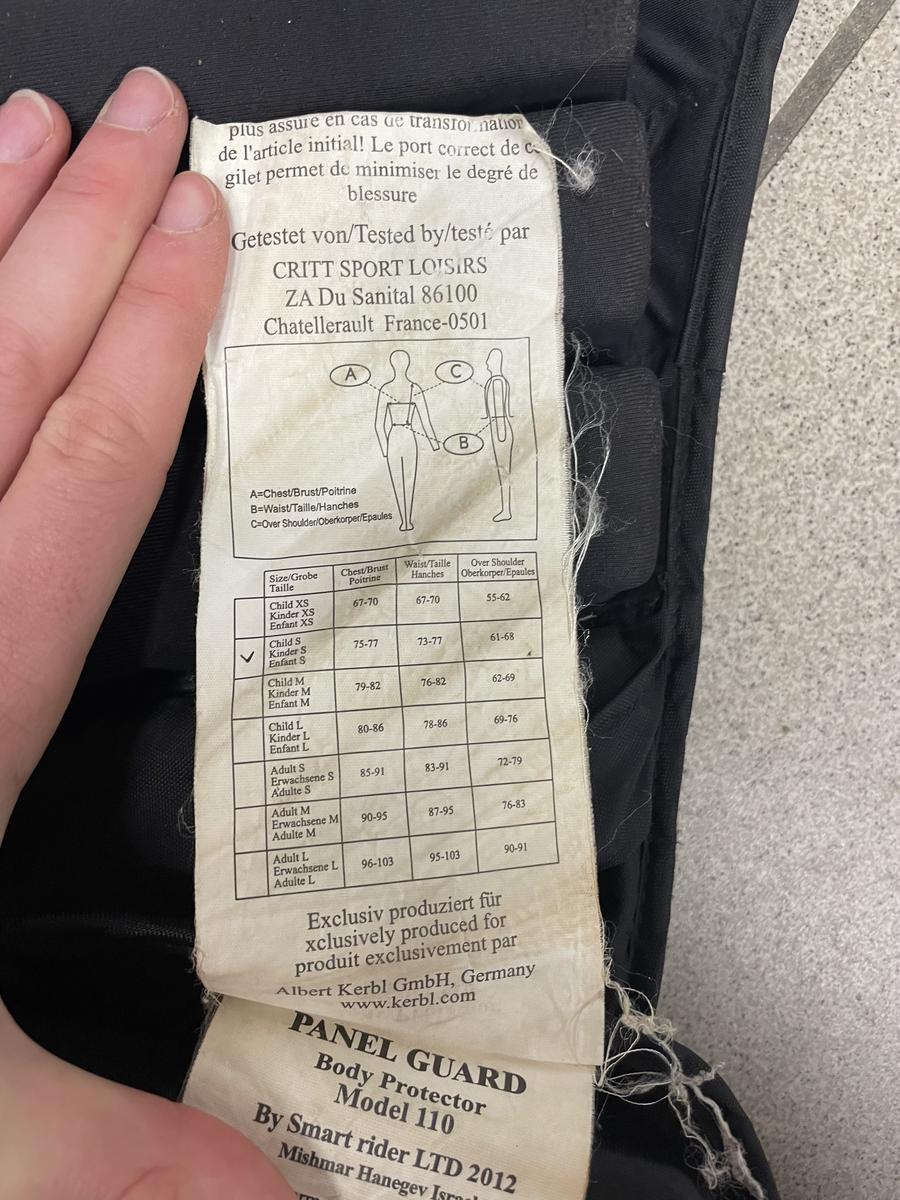 plus assure en cas de transformation
de l'article initial! Le port correct de
gilet permet de minimiser le degré de
blessure
Getestet von/Tested by/testé par
CRITT SPORT LOISIRS
ZA Du Sanital 86100
Chatellerault France-0501
A
C
B
A=Chest/Brust/Poitrine
B=Waist/Taille/Hanches
C=Over Shoulder/Oberkorper/Epaules
Size/Grobe Taille Chest/Brust Poitrine Waist/Taille Hanches Over Shoulder Oberkorper/Epaules
Child XS Kinder XS Enfant XS 67-70 67-70 55-62
✓ Child S Kinder S Enfant S 75-77 73-77 61-68
Child M Kinder M Enfant M 79-82 76-82 62-69
Child L Kinder L Enfant L 80-86 78-86 69-76
Adult S Erwachsene S Adulte S 85-91 83-91 72-79
Adult M Erwachsene M Adulte M 90-95 87-95 76-83
Adult L Erwachsene L Adulte L 96-103 95-103 90-91
Exclusiv produziert für
xclusively produced for
produit exclusivement par
Albert Kerbl GmbH, Germany
www.kerbl.com
PANEL GUARD
Body Protector
Model 110
By Smart rider LTD 2012
Mishmar Hanegev